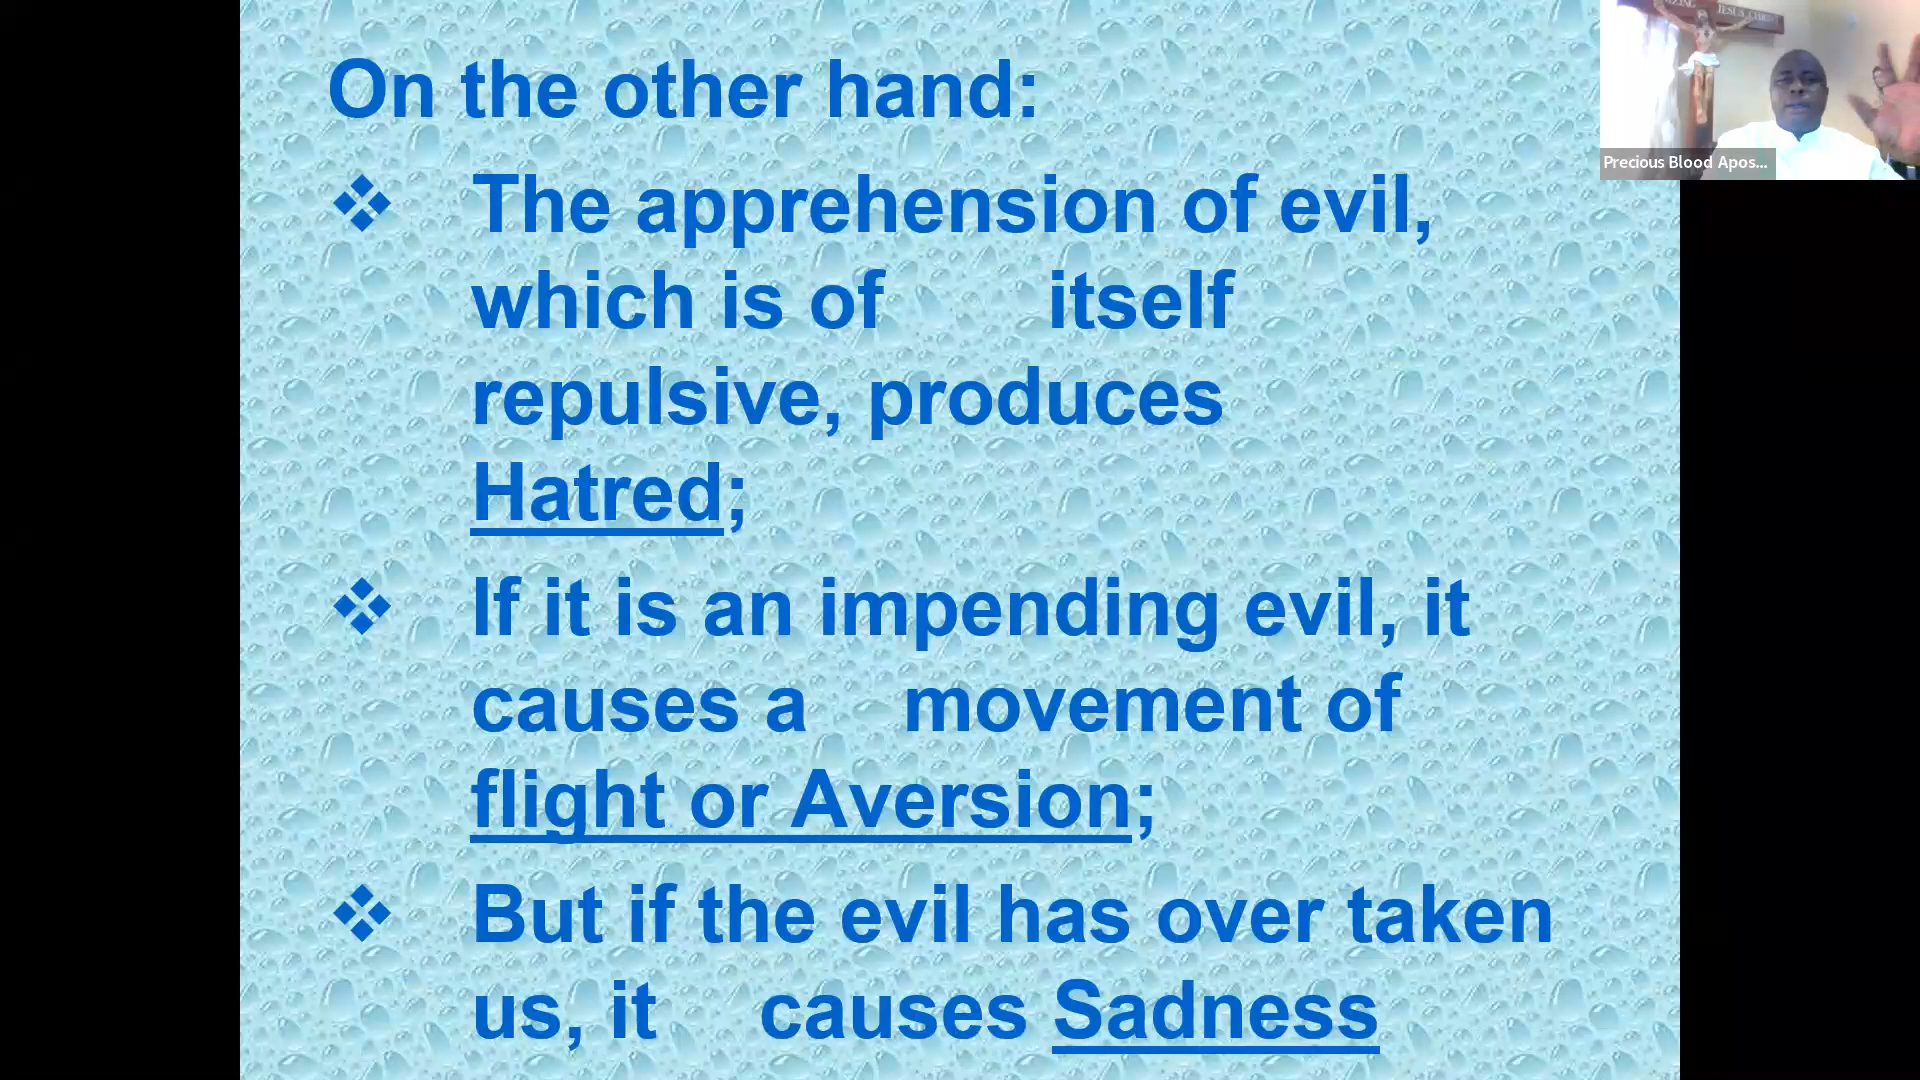 On the other hand:
❖ The apprehension of evil,
which is of itself
repulsive, produces
Hatred;
❖ If it is an impending evil, it
causes a movement of
flight or Aversion;
❖ But if the evil has over taken
us, it causes Sadness
JESUS CHRIST
Precious Blood Apos...